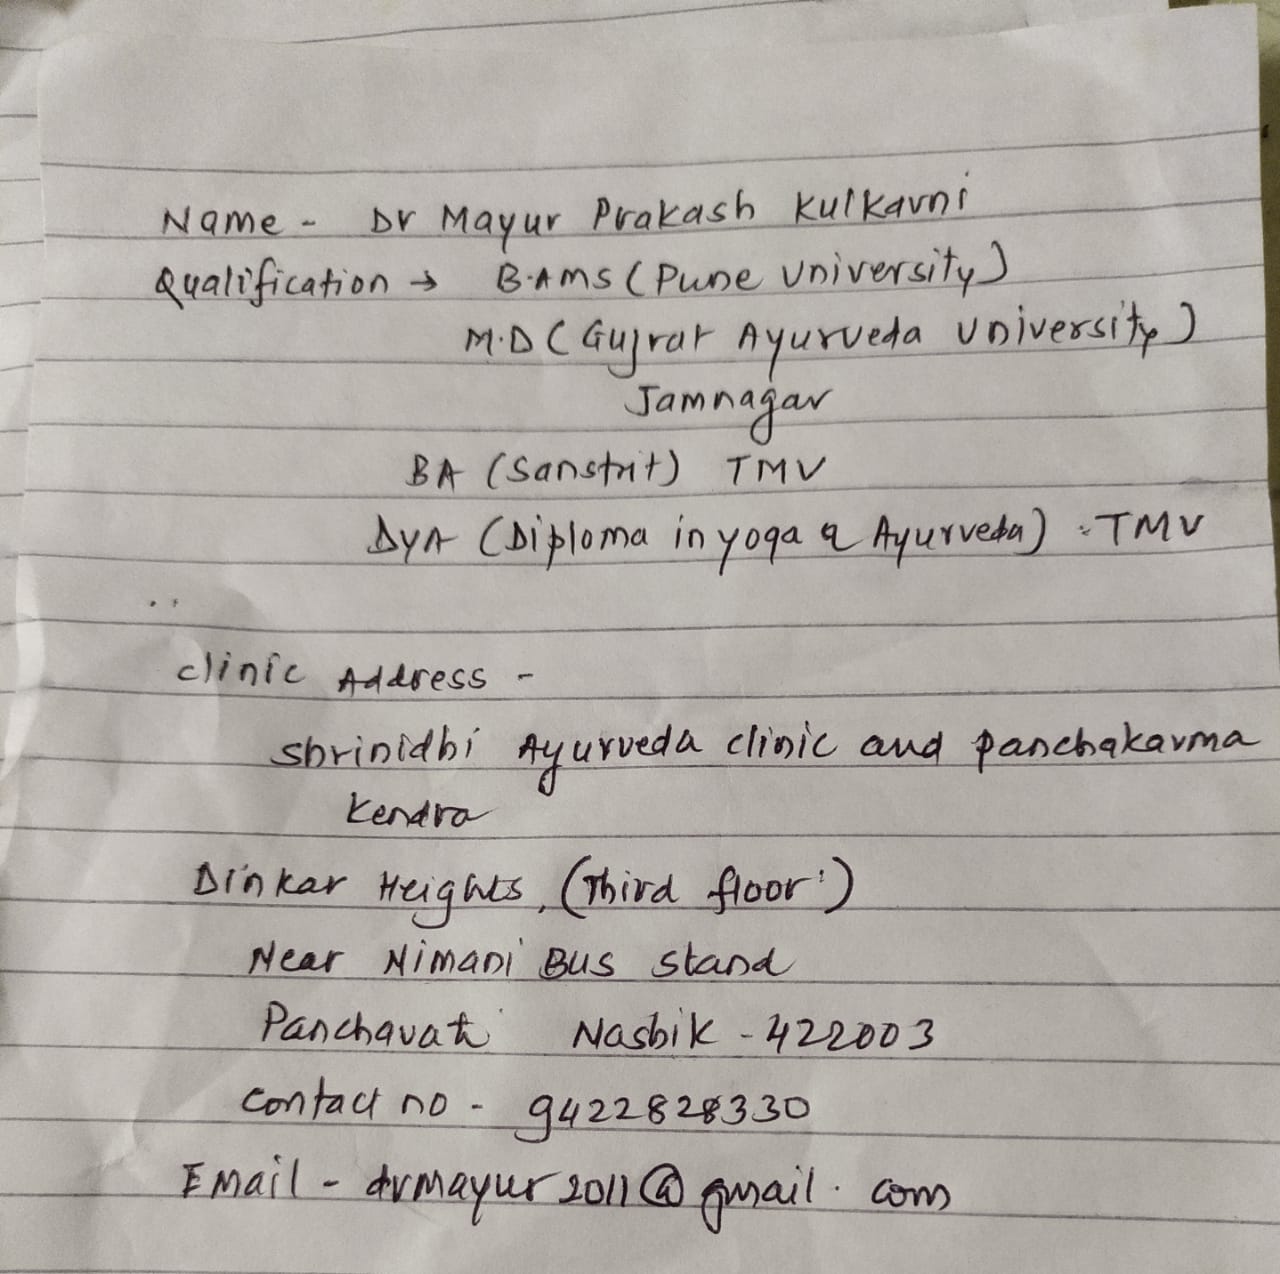 Name - Dr Mayur Prakash Kulkarni
Qualification → B.AMS (Pune University)
M.D (Gujrat Ayurveda University)
Jamnagar
BA (Sanskrit) TMV
DYA (Diploma in yoga & Ayurveda) - TMV
clinic Address -
Shrinidhi Ayurveda clinic and panchakarma
Kendra
Dinkar Heights, (Third floor)
Near Nimani Bus stand
Panchavati Nashik - 422003
contact no - 9422828330
Email - drmayur2011@gmail.com